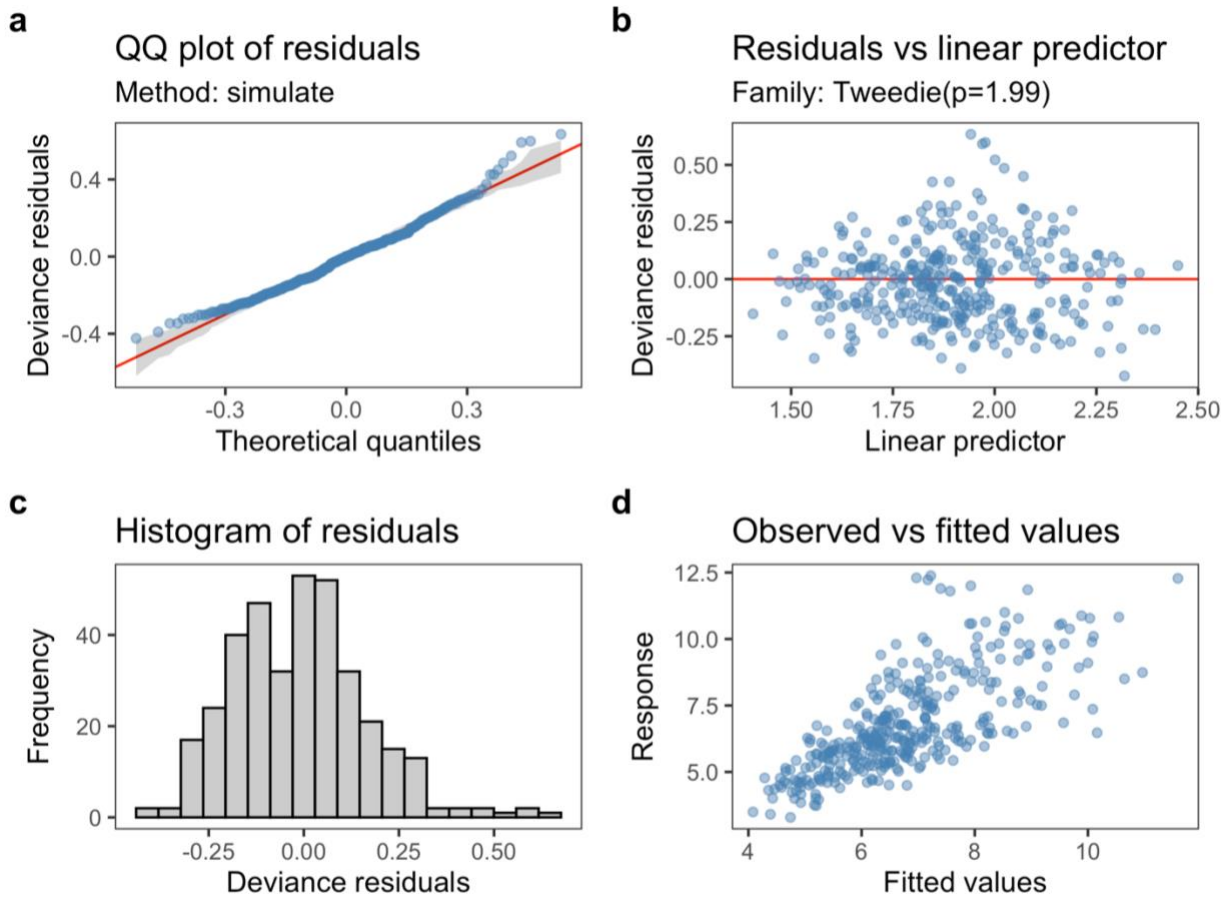 a
QQ plot of residuals
Method: simulate
Deviance residuals
0.4
0.0
-0.4
-0.3
0.0
0.3
Theoretical quantiles
b
Residuals vs linear predictor
Family: Tweedie(p=1.99)
Deviance residuals
0.50
0.25
0.00
-0.25
1.50
1.75
2.00
2.25
2.50
Linear predictor
c
Histogram of residuals
Frequency
40
20
0
-0.25
0.00
0.25
0.50
Deviance residuals
d
Observed vs fitted values
Response
12.5
10.0
7.5
5.0
4
6
8
10
Fitted values